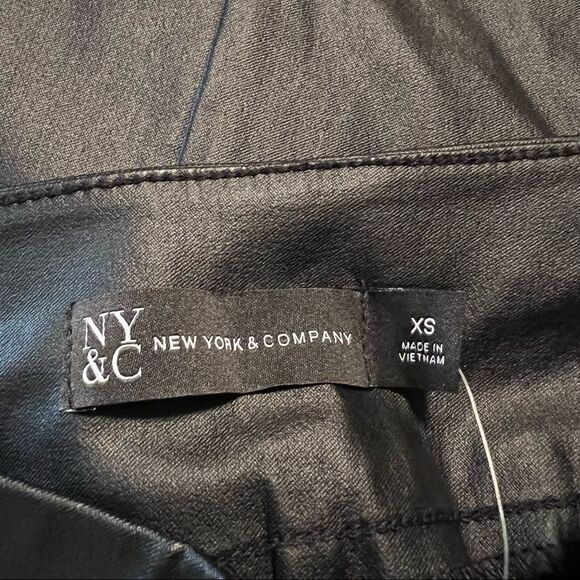 NY
&C
NEW YORK & COMPANY
XS
MADE IN
VIETNAM